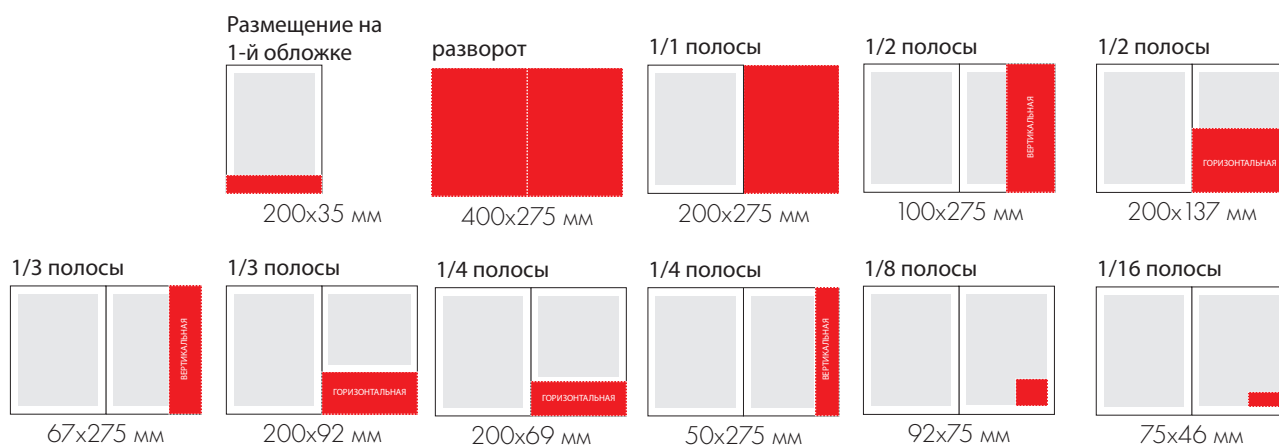 Размещение на
1-й обложке
200х35 мм
разворот
400х275 мм
1/1 полосы
200х275 мм
1/2 полосы
ВЕРТИКАЛЬНАЯ
100х275 мм
1/2 полосы
ГОРИЗОНТАЛЬНАЯ
200х137 мм
1/3 полосы
ВЕРТИКАЛЬНАЯ
67х275 мм
1/3 полосы
ГОРИЗОНТАЛЬНАЯ
200х92 мм
1/4 полосы
ГОРИЗОНТАЛЬНАЯ
200х69 мм
1/4 полосы
ВЕРТИКАЛЬНАЯ
50х275 мм
1/8 полосы
92х75 мм
1/16 полосы
75х46 мм